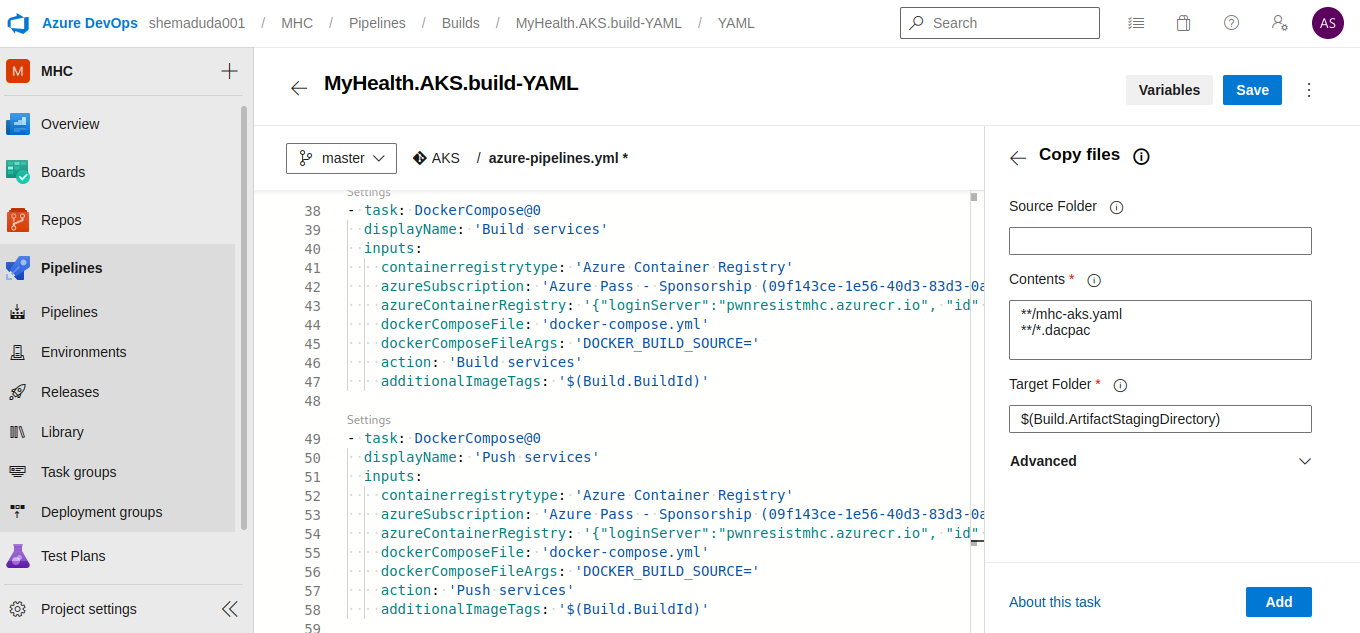 Azure DevOps shemaduda001 / MHC / Pipelines / Builds / MyHealth.AKS.build-YAML / YAML
Search
AS
M MHC
Overview
Boards
Repos
Pipelines
Pipelines
Environments
Releases
Library
Task groups
Deployment groups
Test Plans
Project settings
MyHealth.AKS.build-YAML
Variables
Save
master
AKS / azure-pipelines.yml *
Settings
38 - task: DockerCompose@0
39 displayName: 'Build services'
40 inputs:
41 containerregistrytype: 'Azure Container Registry'
42 azureSubscription: 'Azure Pass - Sponsorship (09f143ce-1e56-40d3-83d3-0a
43 azureContainerRegistry: '{"loginServer":"pwnresistmhc.azurecr.io", "id"
44 dockerComposeFile: 'docker-compose.yml'
45 dockerComposeFileArgs: 'DOCKER_BUILD_SOURCE='
46 action: 'Build services'
47 additionalImageTags: '$(Build.BuildId)'
48
Settings
49 - task: DockerCompose@0
50 displayName: 'Push services'
51 inputs:
52 containerregistrytype: 'Azure Container Registry'
53 azureSubscription: 'Azure Pass - Sponsorship (09f143ce-1e56-40d3-83d3-0a
54 azureContainerRegistry: '{"loginServer":"pwnresistmhc.azurecr.io", "id"
55 dockerComposeFile: 'docker-compose.yml'
56 dockerComposeFileArgs: 'DOCKER_BUILD_SOURCE='
57 action: 'Push services'
58 additionalImageTags: '$(Build.BuildId)'
59
Copy files
Source Folder
Contents *
**/mhc-aks.yaml
**/*.dacpac
Target Folder *
$(Build.ArtifactStagingDirectory)
Advanced
About this task
Add